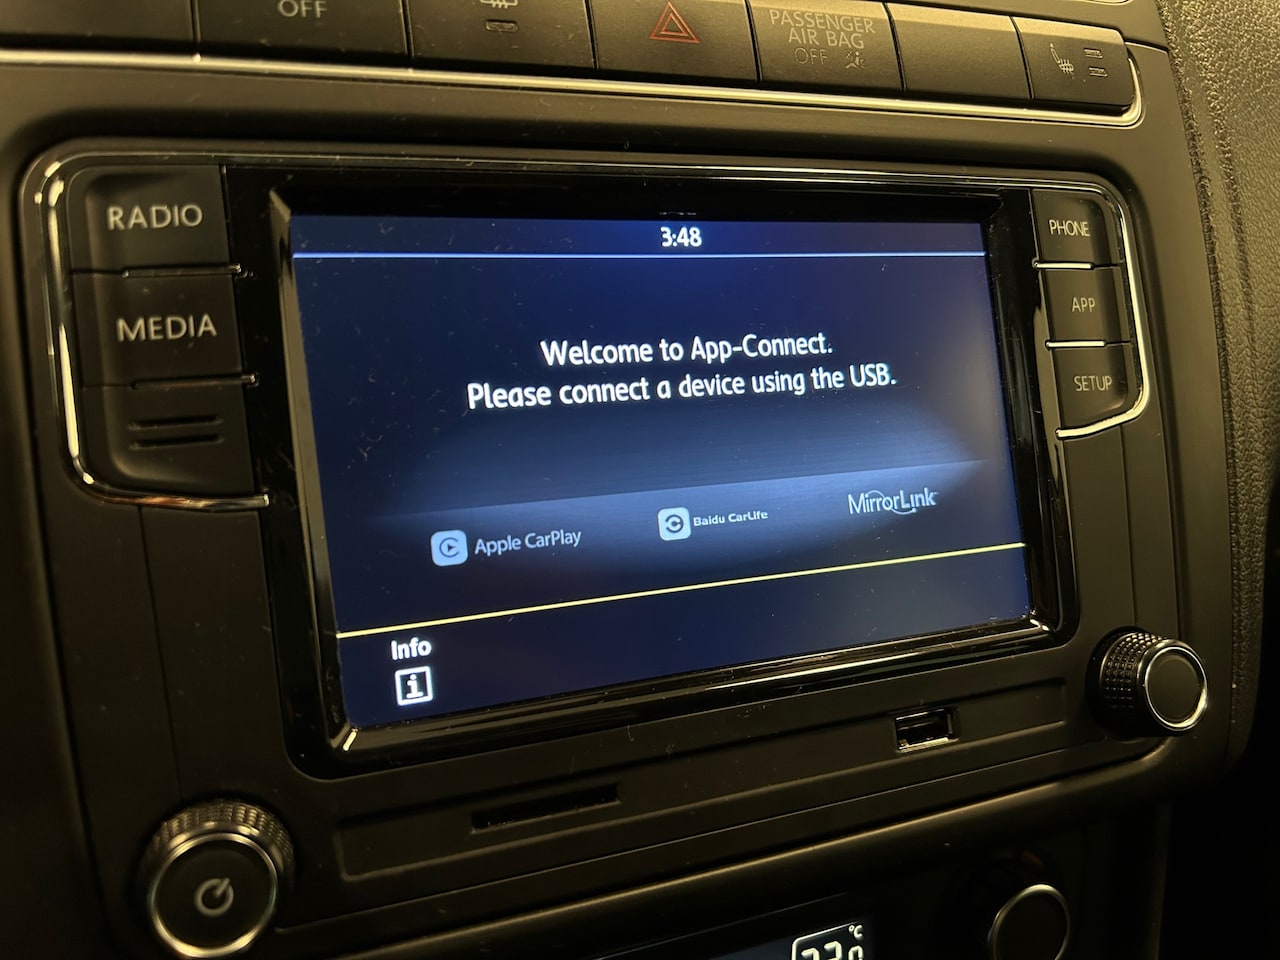 OFF
PASSENGER
AIR BAG
OFF
RADIO
MEDIA
3:48
PHONE
APP
SETUP
Welcome to App-Connect.
Please connect a device using the USB.
Apple CarPlay
Baidu CarLife
MirrorLink
Info
i
°C